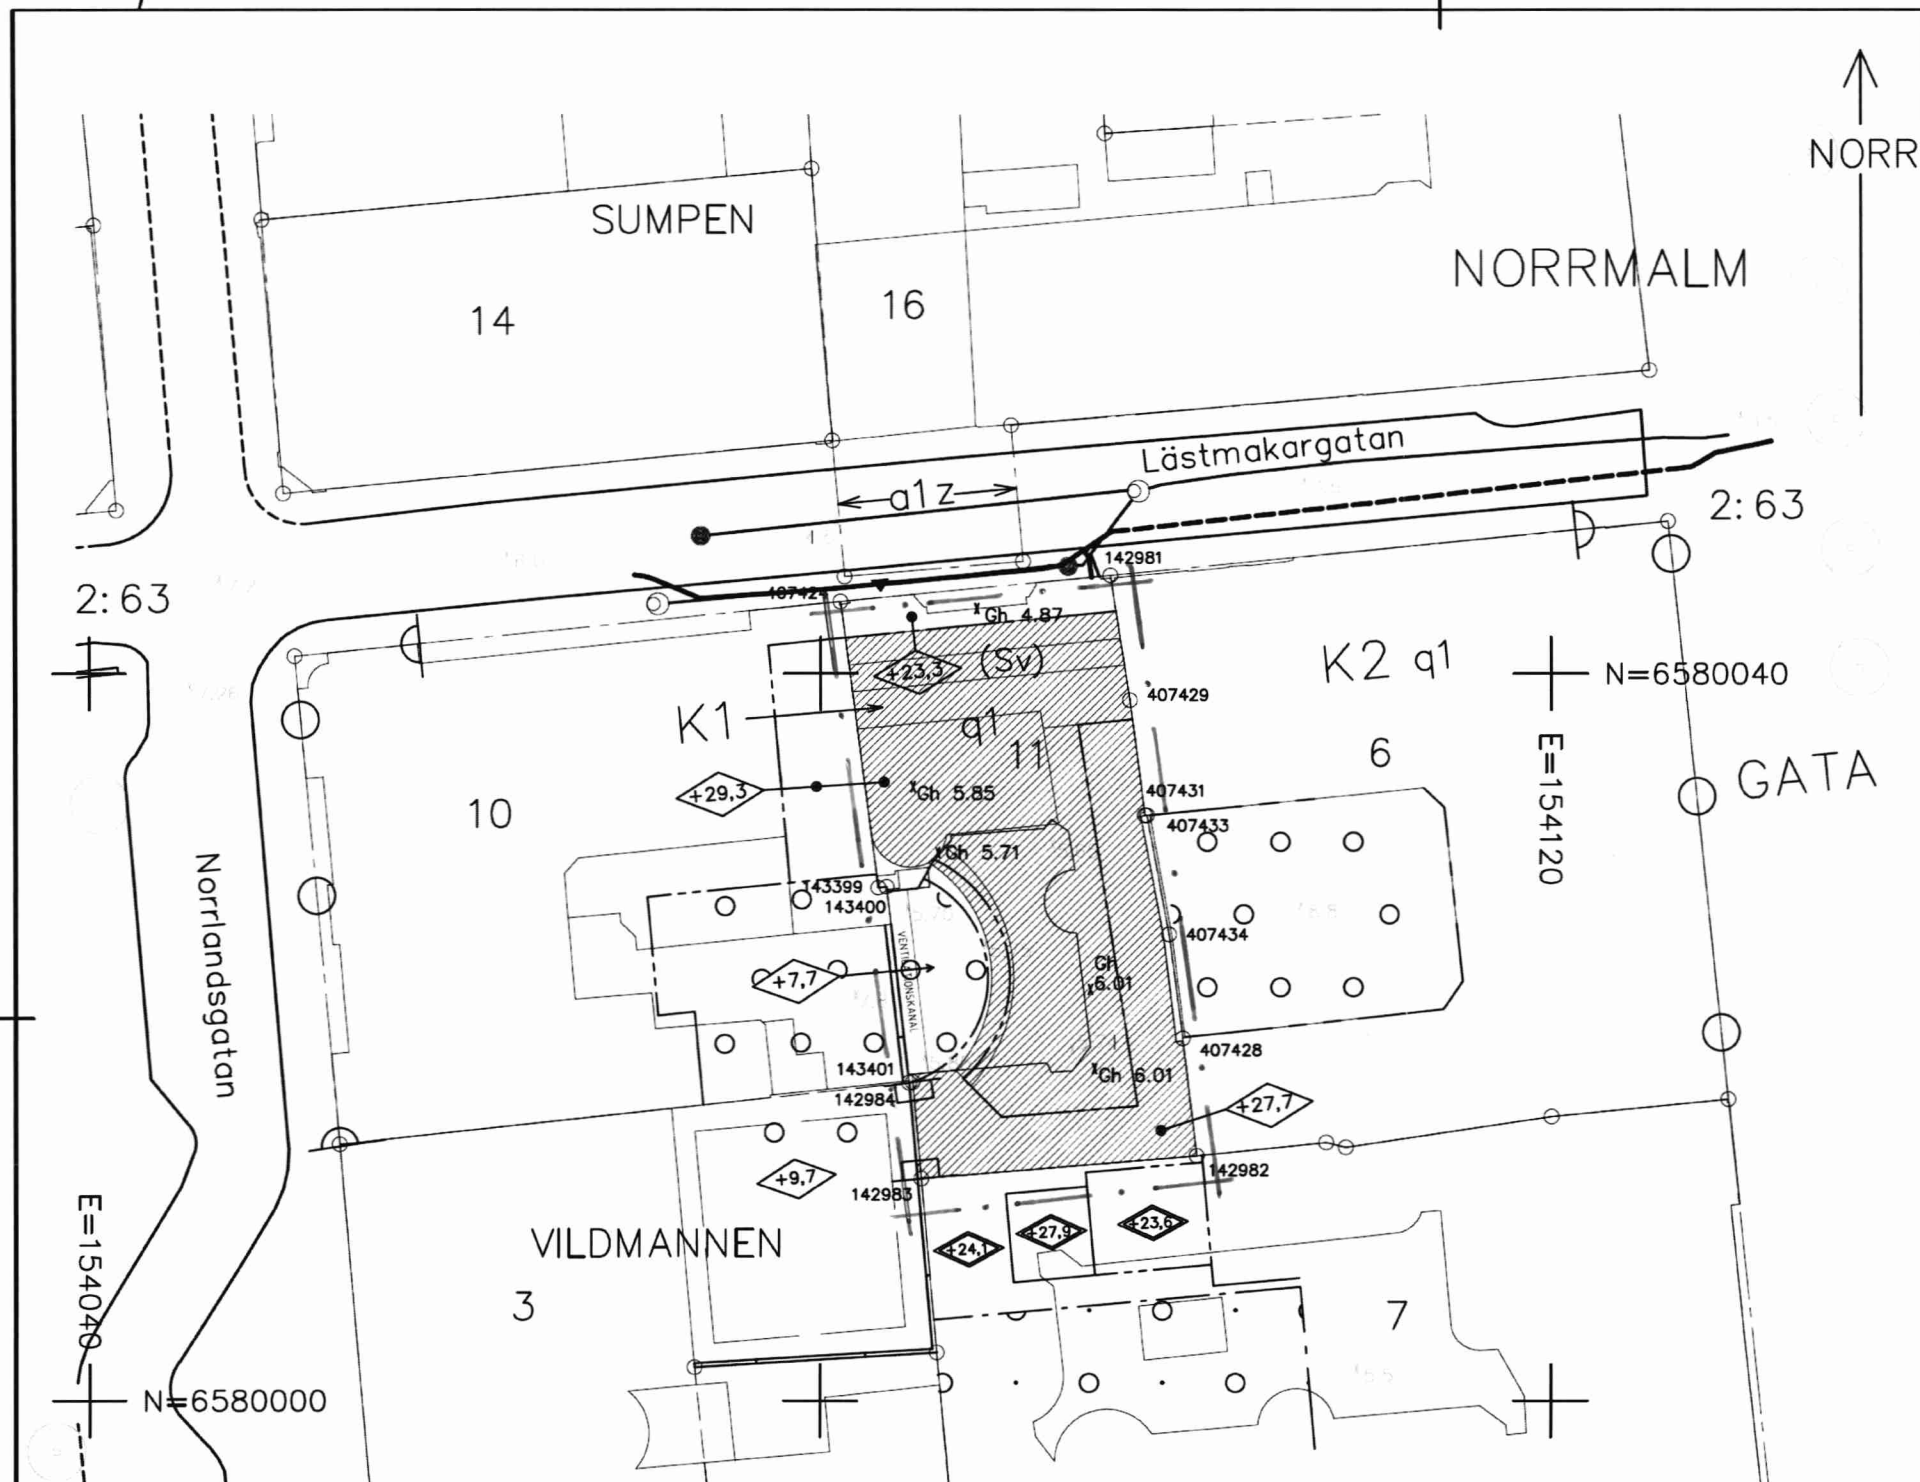 NORR
SUMPEN
NORRMALM
14
16
Lästmakargatan
a1z
2:63
2:63
142981
Gh 4.87
+23,3
(Sv)
K2 q1
N=6580040
K1
q1
407429
11
6
E=154120
GATA
+29,3
Gh 5.85
407431
407433
10
Gh 5.71
Norrlandsgatan
143399
143400
VENTILATIONSKANAL
407434
+7,7
Gh
6.01
407428
143401
Gh 6.01
142984
+27,7
+9,7
142983
142982
E=154040
VILDMANNEN
+24,1
+27,9
+23,6
3
7
N=6580000